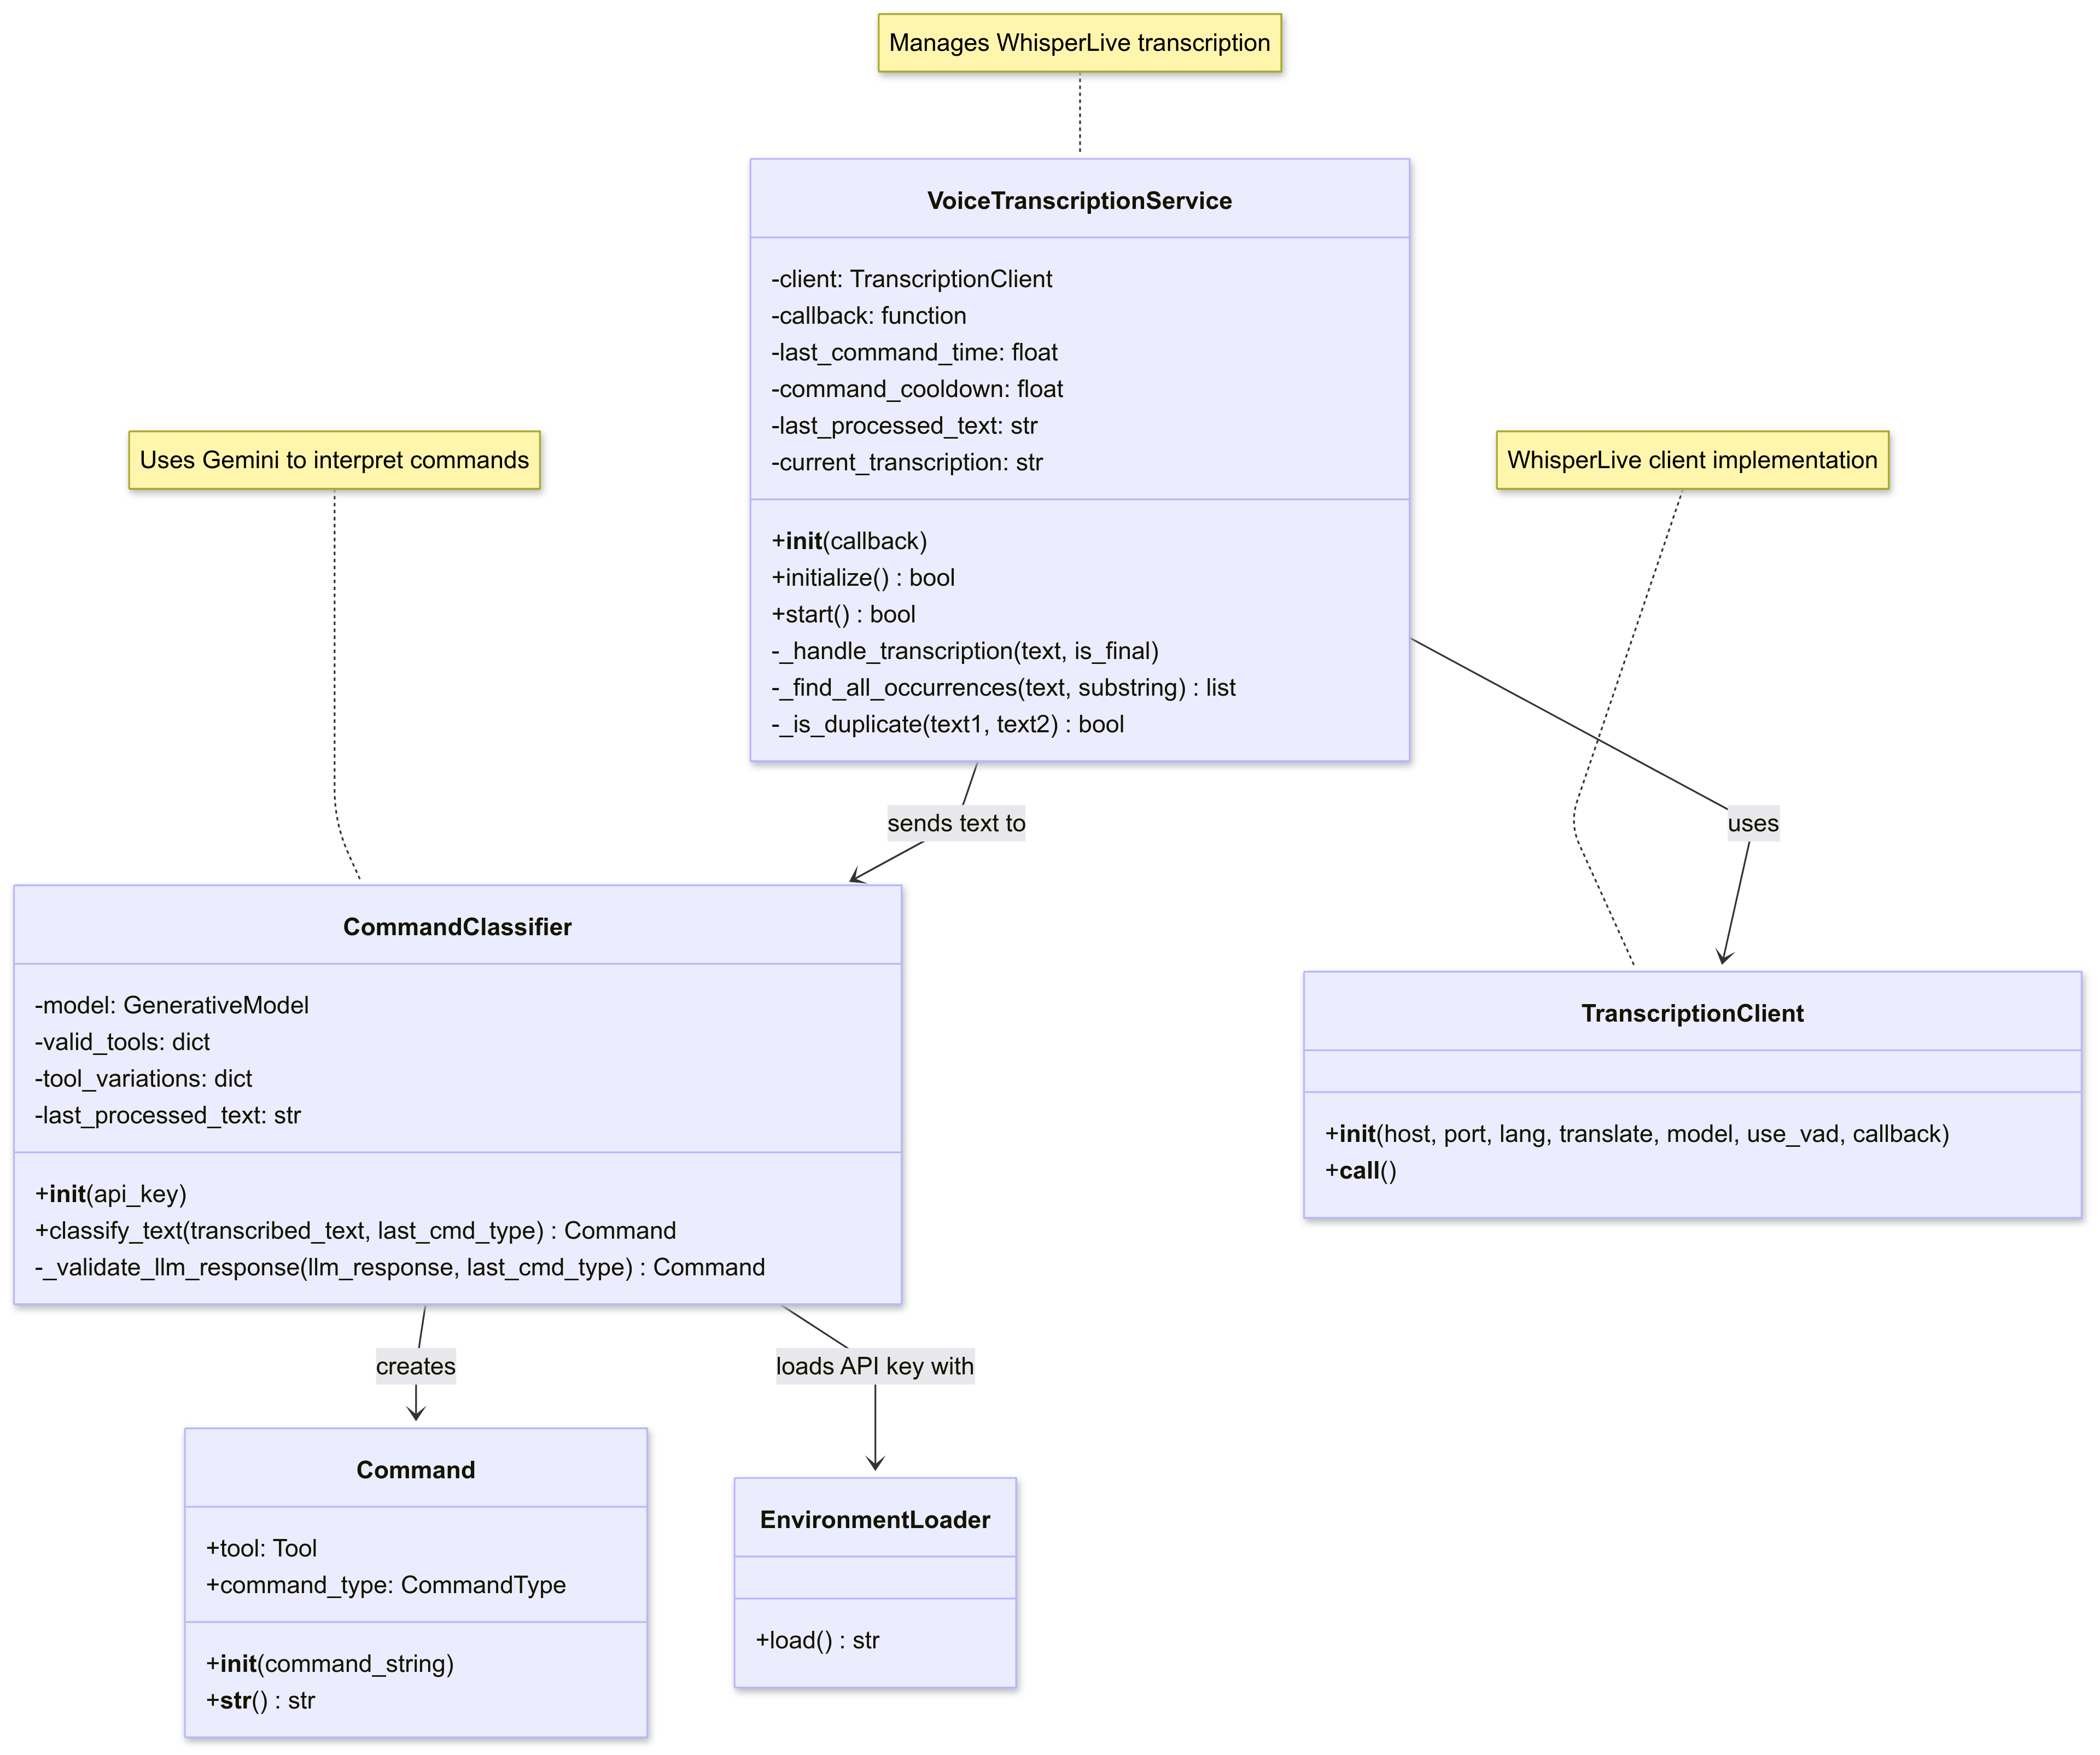 Manages WhisperLive transcription
VoiceTranscriptionService
-client: TranscriptionClient
-callback: function
-last_command_time: float
-command_cooldown: float
-last_processed_text: str
-current_transcription: str
+init(callback)
+initialize() : bool
+start() : bool
-_handle_transcription(text, is_final)
-_find_all_occurrences(text, substring) : list
-_is_duplicate(text1, text2) : bool
Uses Gemini to interpret commands
WhisperLive client implementation
sends text to
uses
CommandClassifier
-model: GenerativeModel
-valid_tools: dict
-tool_variations: dict
-last_processed_text: str
+init(api_key)
+classify_text(transcribed_text, last_cmd_type) : Command
-_validate_llm_response(llm_response, last_cmd_type) : Command
TranscriptionClient
+init(host, port, lang, translate, model, use_vad, callback)
+call()
creates
loads API key with
Command
+tool: Tool
+command_type: CommandType
+init(command_string)
+str() : str
EnvironmentLoader
+load() : str